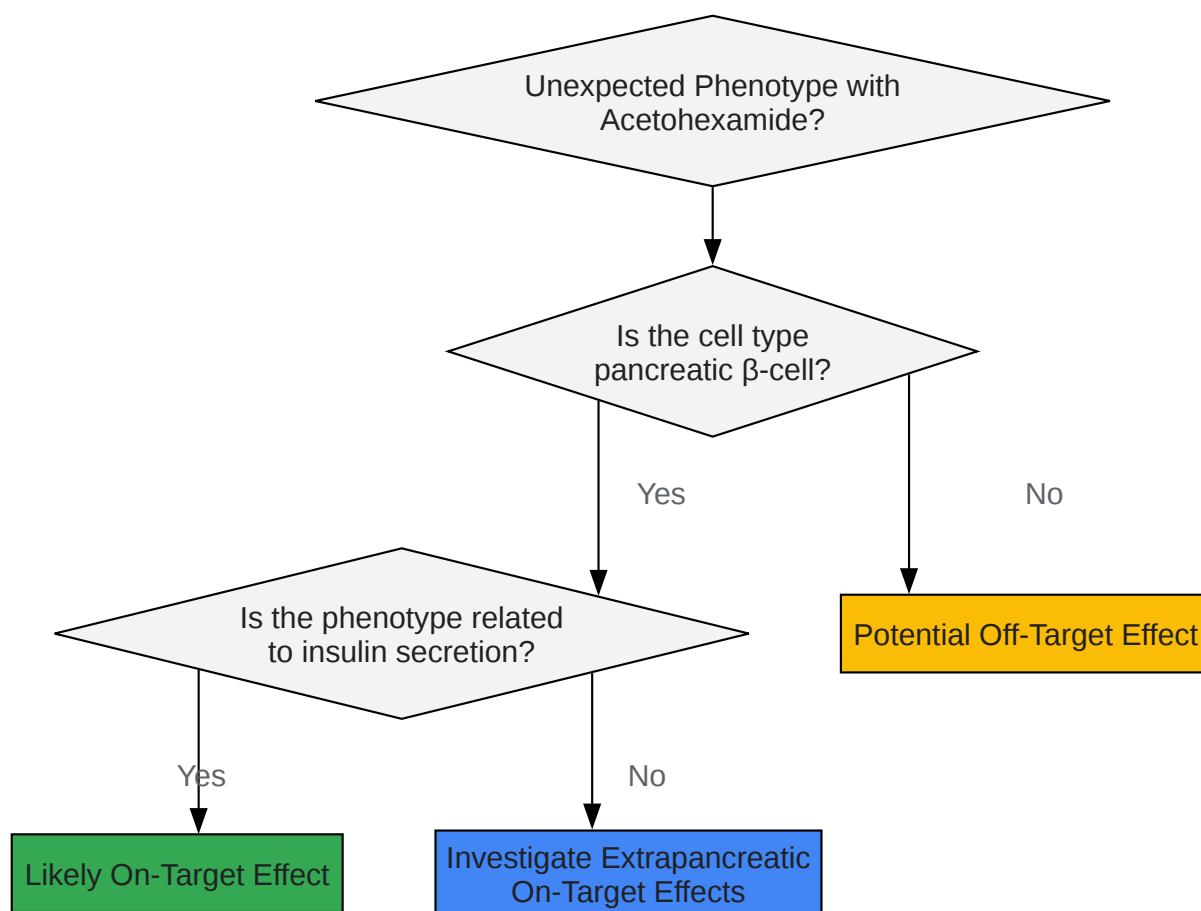 Unexpected Phenotype with
Acetohexamide?
Is the cell type
pancreatic β-cell?
Yes
No
Is the phenotype related
to insulin secretion?
Potential Off-Target Effect
Yes
No
Likely On-Target Effect
Investigate Extrapancreatic
On-Target Effects